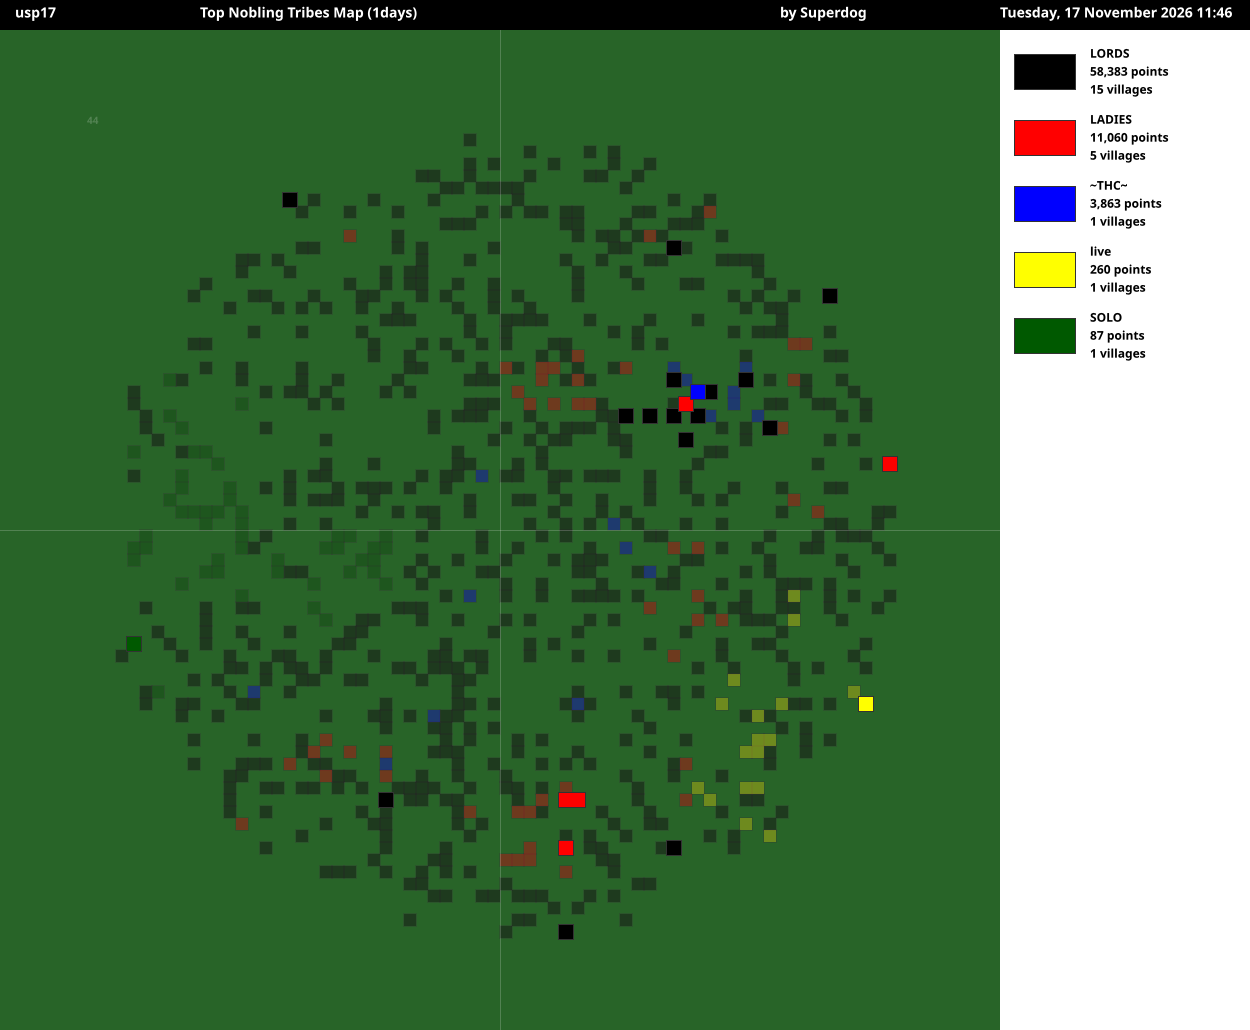 usp17 Top Nobling Tribes Map (1days) by Superdog Tuesday, 17 November 2026 11:46
LORDS
58,383 points
15 villages
44
LADIES
11,060 points
5 villages
~THC~
3,863 points
1 villages
live
260 points
1 villages
SOLO
87 points
1 villages